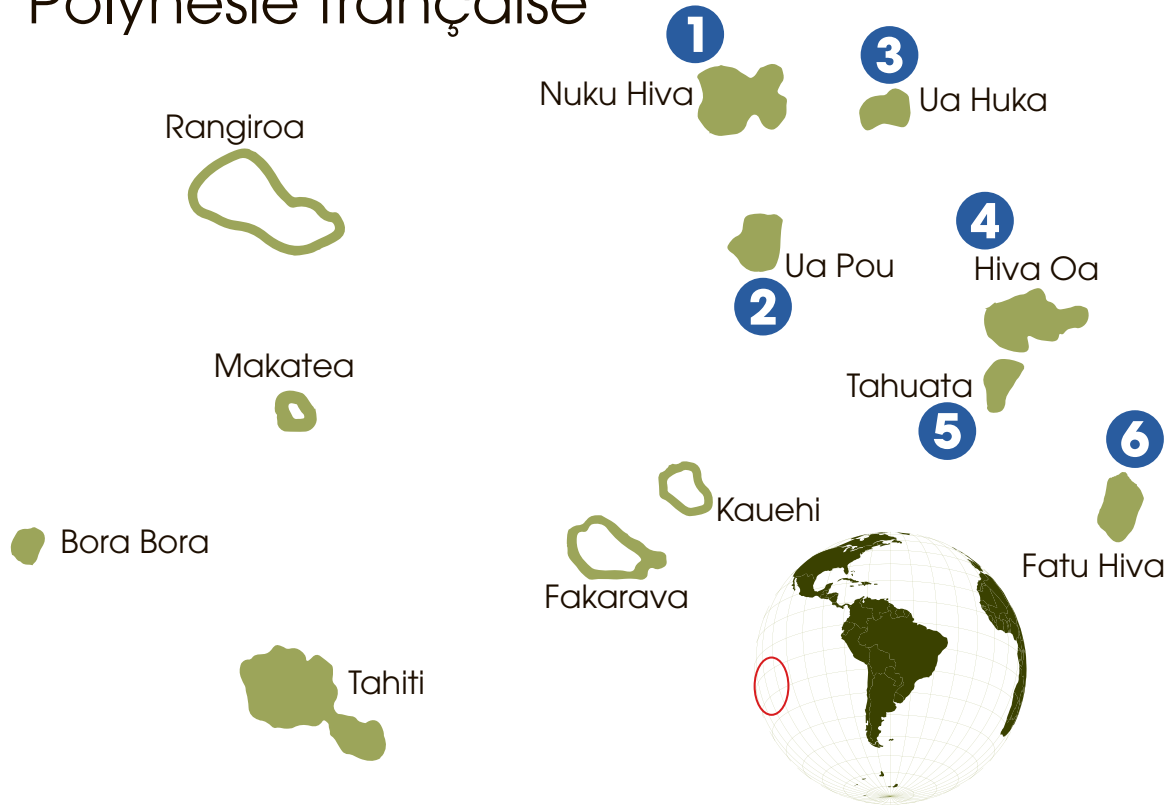 Polynésie française
1
3
Nuku Hiva
Ua Huka
Rangiroa
4
Ua Pou
Hiva Oa
2
Makatea
Tahuata
5
6
Kauehi
Bora Bora
Fatu Hiva
Fakarava
Tahiti